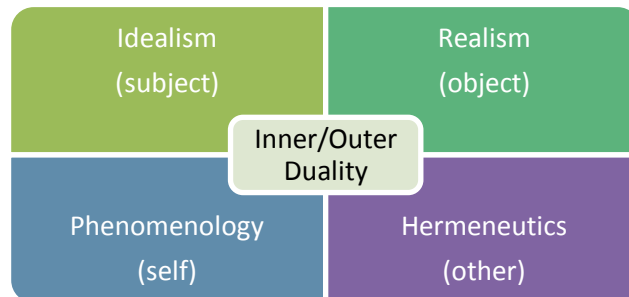 Idealism
(subject)
Realism
(object)
Inner/Outer
Duality
Phenomenology
(self)
Hermeneutics
(other)